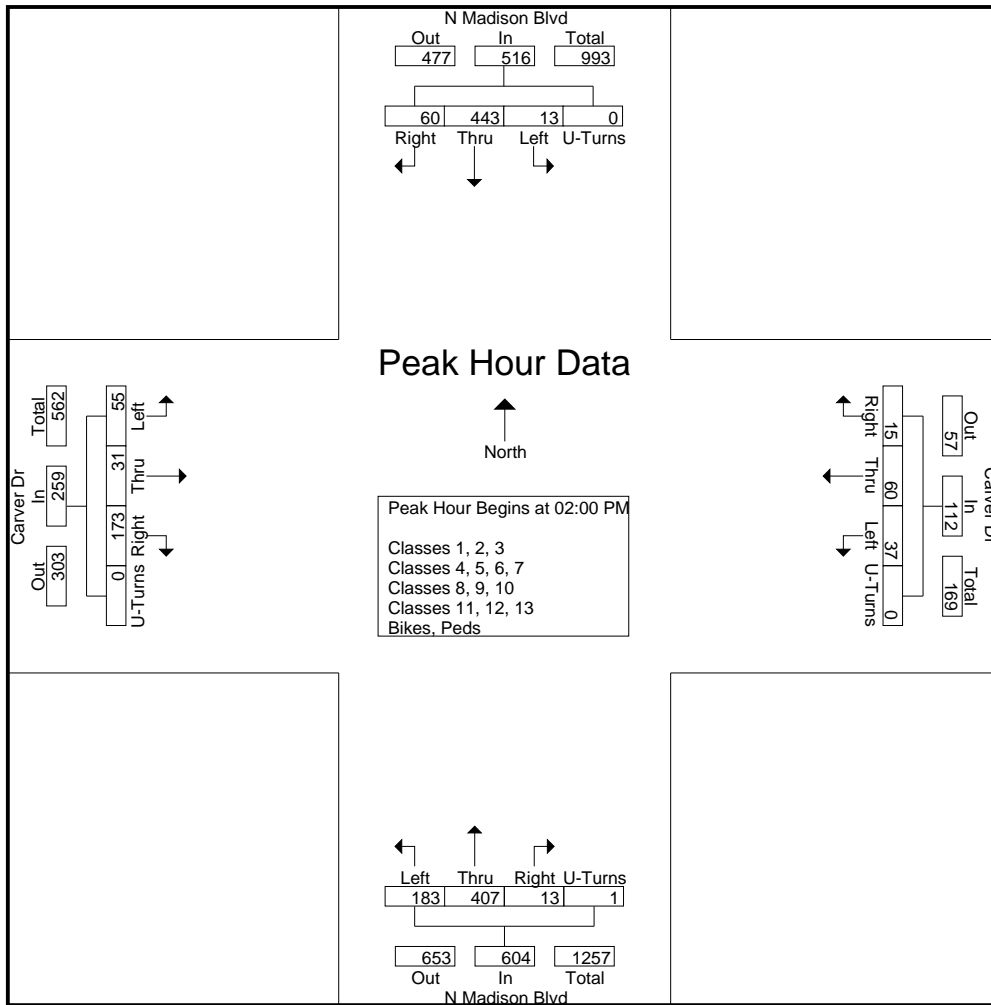 N Madison Blvd
Out In Total
477 516 993
60 443 13 0
Right Thru Left U-Turns
Peak Hour Data
North
Peak Hour Begins at 02:00 PM
Classes 1, 2, 3
Classes 4, 5, 6, 7
Classes 8, 9, 10
Classes 11, 12, 13
Bikes, Peds
Carver Dr
Out In Total
303 259 562
0 173 31 55
U-Turns Right Thru Left
Carver Dr
Out In Total
57 112 169
15 60 37 0
Right Thru Left U-Turns
Left Thru Right U-Turns
183 407 13 1
653 604 1257
Out In Total
N Madison Blvd